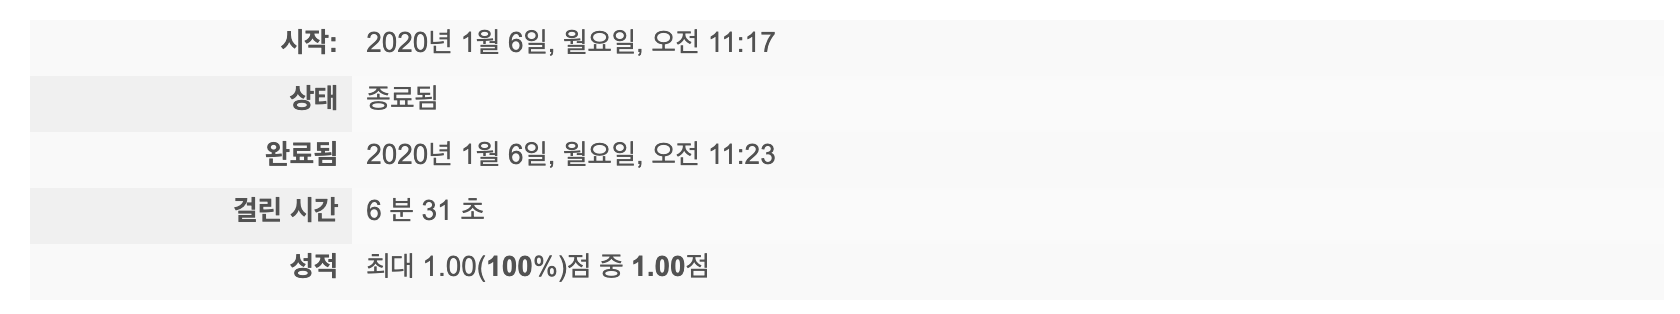 시작: 2020년 1월 6일, 월요일, 오전 11:17
상태 종료됨
완료됨 2020년 1월 6일, 월요일, 오전 11:23
걸린 시간 6 분 31 초
성적 최대 1.00(100%)점 중 1.00점